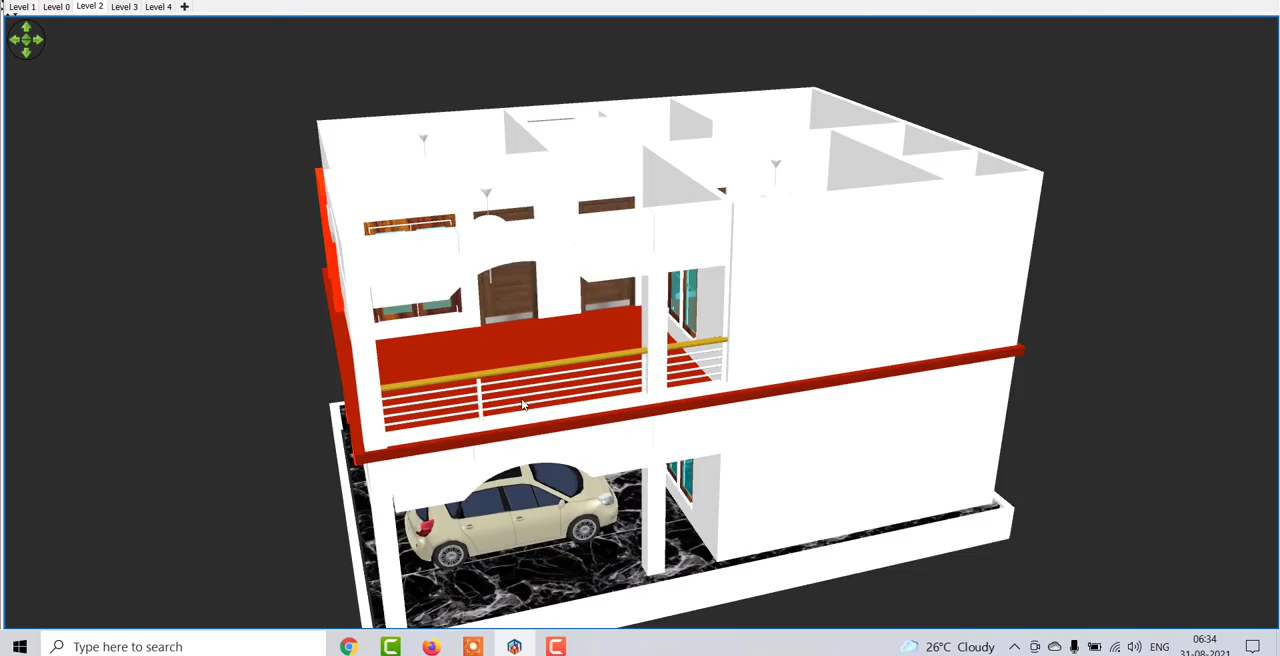 Level 1 Level 0 Level 2 Level 3 Level 4
Type here to search
26°C Cloudy
ENG
06:34
31-08-2021